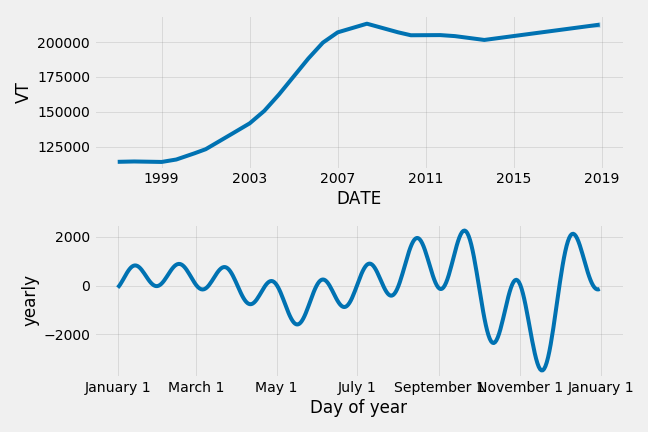 200000
175000
150000
125000
VT
1999 2003 2007 2011 2015 2019
DATE
2000
0
−2000
yearly
January 1 March 1 May 1 July 1 September 1 November 1 January 1
Day of year